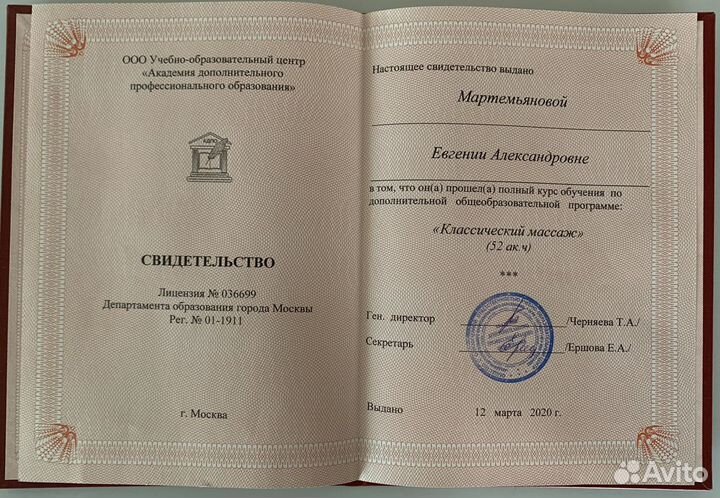 ООО Учебно-образовательный центр
«Академия дополнительного
профессионального образования»
АДПО
СВИДЕТЕЛЬСТВО
Лицензия № 036699
Департамента образования города Москвы
Рег. № 01-1911
г. Москва
Настоящее свидетельство выдано
Мартемьяновой
Евгении Александровне
в том, что он(а) прошел(а) полный курс обучения по
дополнительной общеобразовательной программе:
«Классический массаж»
(52 ак.ч)
***
Ген. директор /Черняева Т.А./
Секретарь /Ершова Е.А./
Выдано 12 марта 2020 г.
Avito